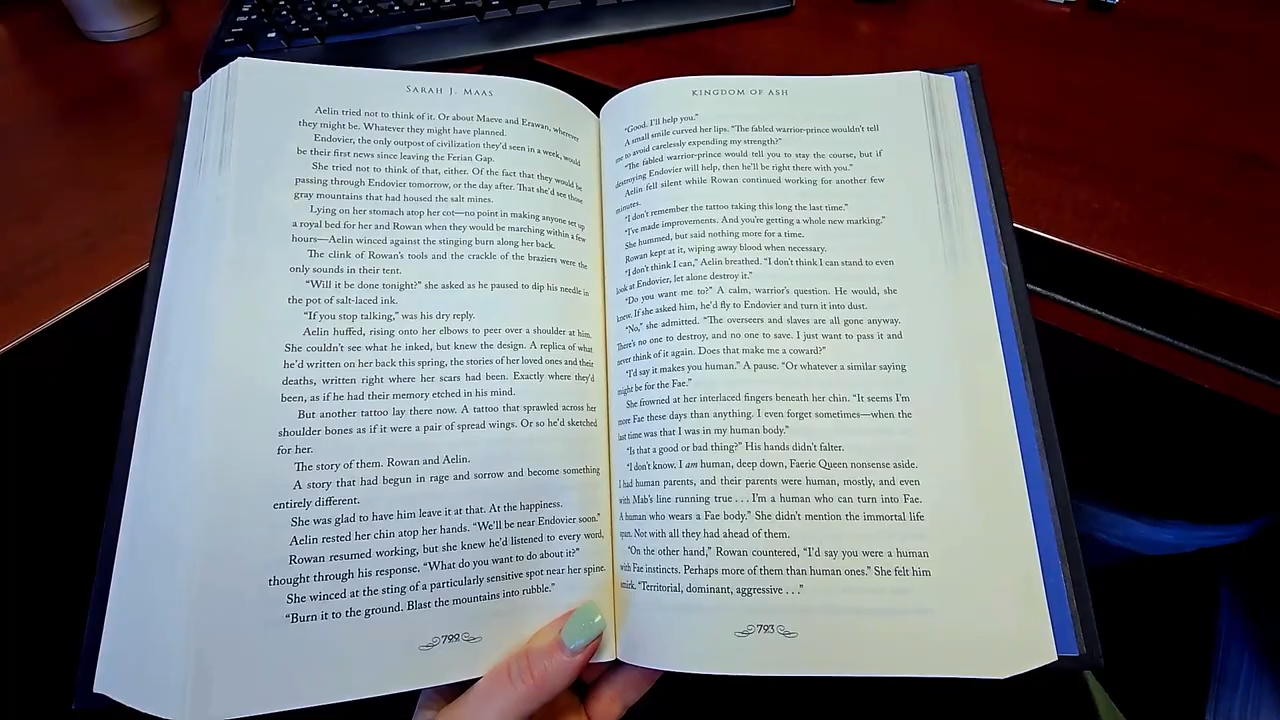 SARAH J. MAAS
Aelin tried not to think of it. Or about Maeve and Erawan, wherever
they might be. Whatever they might have planned.
Endovier, the only outpost of civilization they'd seen in a week, would
be their first news since leaving the Ferian Gap.
She tried not to think of that, either. Of the fact that they would be
passing through Endovier tomorrow, or the day after. That she'd see those
gray mountains that had housed the salt mines.
Lying on her stomach atop her cot—no point in making anyone set up
a royal bed for her and Rowan when they would be marching within a few
hours—Aelin winced against the stinging burn along her back.
The clink of Rowan's tools and the crackle of the braziers were the
only sounds in their tent.
"Will it be done tonight?" she asked as he paused to dip his needle in
the pot of salt-laced ink.
"If you stop talking," was his dry reply.
Aelin huffed, rising onto her elbows to peer over a shoulder at him.
She couldn't see what he inked, but knew the design. A replica of what
he'd written on her back this spring, the stories of her loved ones and their
deaths, written right where her scars had been. Exactly where they'd
been, as if he had their memory etched in his mind.
But another tattoo lay there now. A tattoo that sprawled across her
shoulder bones as if it were a pair of spread wings. Or so he'd sketched
for her.
The story of them. Rowan and Aelin.
A story that had begun in rage and sorrow and become something
entirely different.
She was glad to have him leave it at that. At the happiness.
Aelin rested her chin atop her hands. "We'll be near Endovier soon."
Rowan resumed working, but she knew he'd listened to every word,
thought through his response. "What do you want to do about it?"
She winced at the sting of a particularly sensitive spot near her spine.
"Burn it to the ground. Blast the mountains into rubble."
792
KINGDOM OF ASH
"Good. I'll help you."
A small smile curved her lips. "The fabled warrior-prince wouldn't tell
me to avoid carelessly expending my strength?"
"The fabled warrior-prince would tell you to stay the course, but if
destroying Endovier will help, then he'll be right there with you."
Aelin fell silent while Rowan continued working for another few
minutes.
"I don't remember the tattoo taking this long the last time."
"I've made improvements. And you're getting a whole new marking."
She hummed, but said nothing more for a time.
Rowan kept at it, wiping away blood when necessary.
"I don't think I can," Aelin breathed. "I don't think I can stand to even
look at Endovier, let alone destroy it."
"Do you want me to?" A calm, warrior's question. He would, she
knew. If she asked him, he'd fly to Endovier and turn it into dust.
"No," she admitted. "The overseers and slaves are all gone anyway.
There's no one to destroy, and no one to save. I just want to pass it and
never think of it again. Does that make me a coward?"
"I'd say it makes you human." A pause. "Or whatever a similar saying
might be for the Fae."
She frowned at her interlaced fingers beneath her chin. "It seems I'm
more Fae these days than anything. I even forget sometimes—when the
last time was that I was in my human body."
"Is that a good or bad thing?" His hands didn't falter.
"I don't know. I am human, deep down, Faerie Queen nonsense aside.
I had human parents, and their parents were human, mostly, and even
with Mab's line running true . . . I'm a human who can turn into Fae.
A human who wears a Fae body." She didn't mention the immortal life
span. Not with all they had ahead of them.
"On the other hand," Rowan countered, "I'd say you were a human
with Fae instincts. Perhaps more of them than human ones." She felt him
smirk. "Territorial, dominant, aggressive . . ."
793